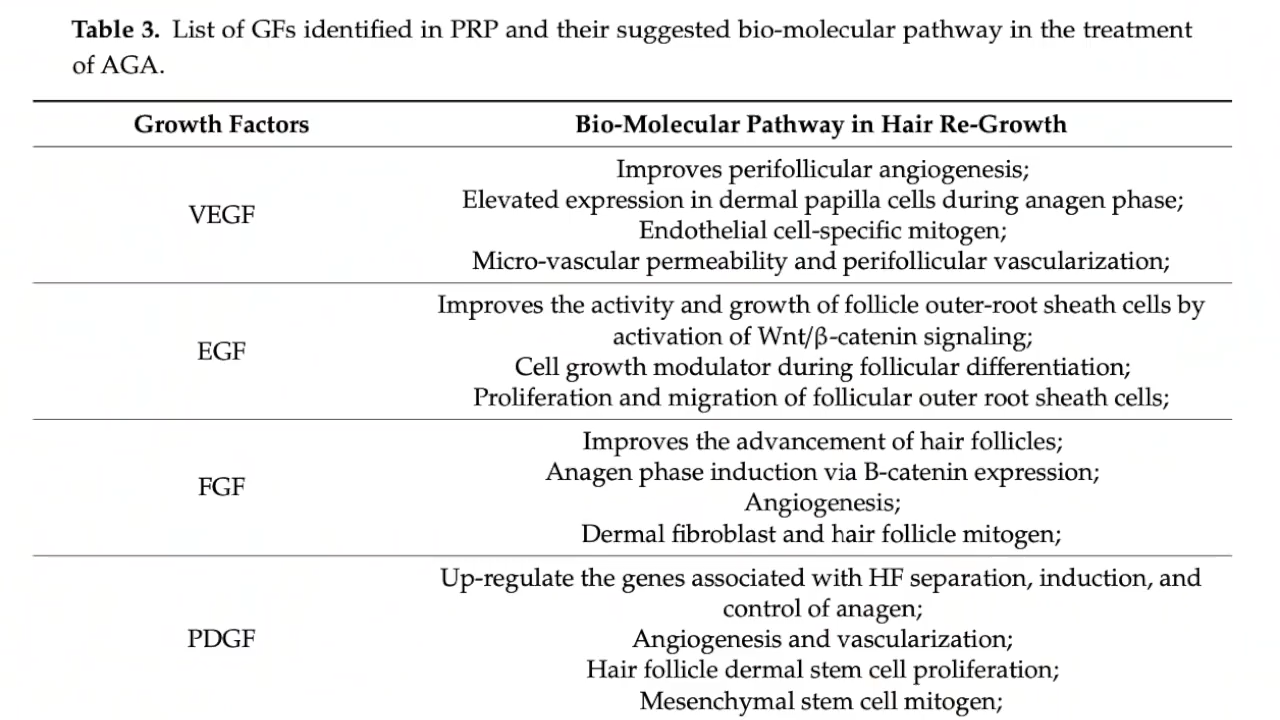 Table 3. List of GFs identified in PRP and their suggested bio-molecular pathway in the treatment
of AGA.
Growth Factors
Bio-Molecular Pathway in Hair Re-Growth
VEGF
Improves perifollicular angiogenesis;
Elevated expression in dermal papilla cells during anagen phase;
Endothelial cell-specific mitogen;
Micro-vascular permeability and perifollicular vascularization;
EGF
Improves the activity and growth of follicle outer-root sheath cells by
activation of Wnt/β-catenin signaling;
Cell growth modulator during follicular differentiation;
Proliferation and migration of follicular outer root sheath cells;
FGF
Improves the advancement of hair follicles;
Anagen phase induction via B-catenin expression;
Angiogenesis;
Dermal fibroblast and hair follicle mitogen;
PDGF
Up-regulate the genes associated with HF separation, induction, and
control of anagen;
Angiogenesis and vascularization;
Hair follicle dermal stem cell proliferation;
Mesenchymal stem cell mitogen;